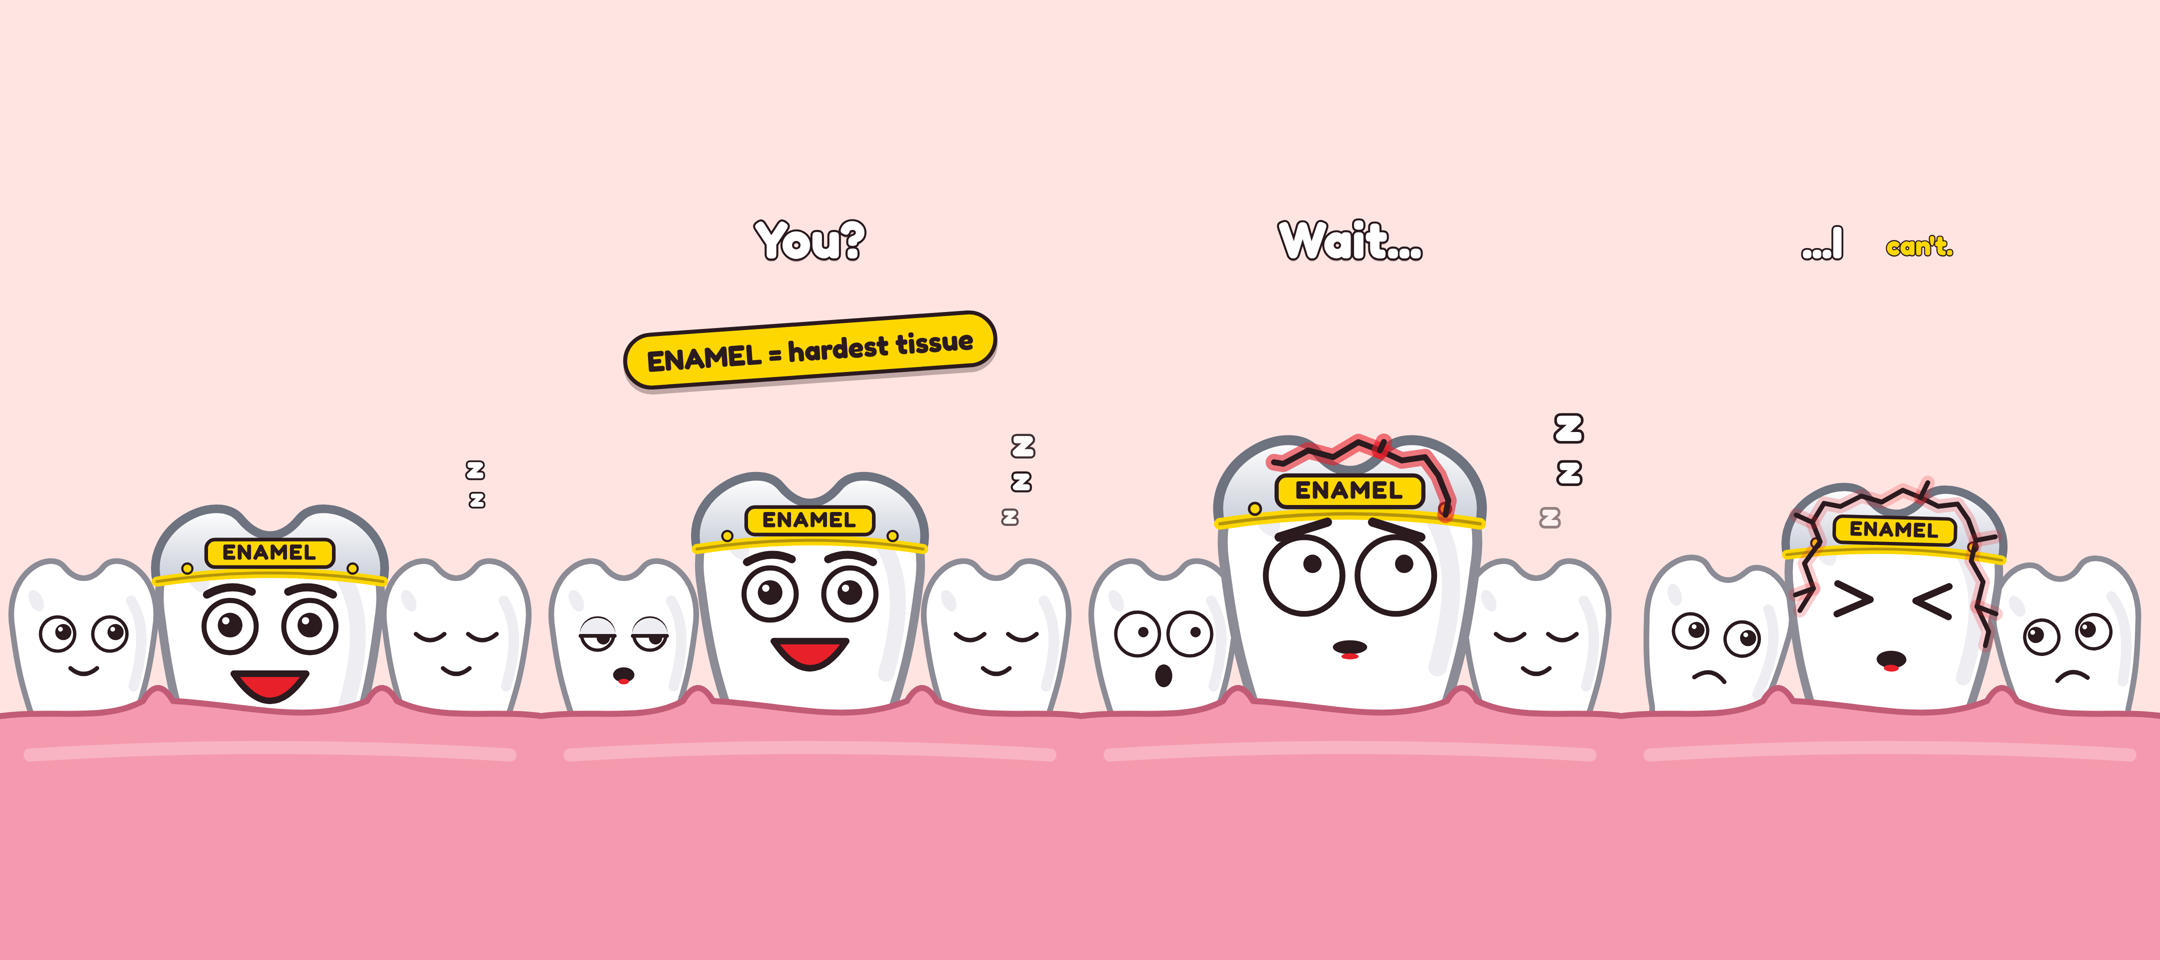 ENAMEL
z
z
You?
ENAMEL = hardest tissue
ENAMEL
z
z
z
Wait...
ENAMEL
z
z
z
...I can't.
ENAMEL